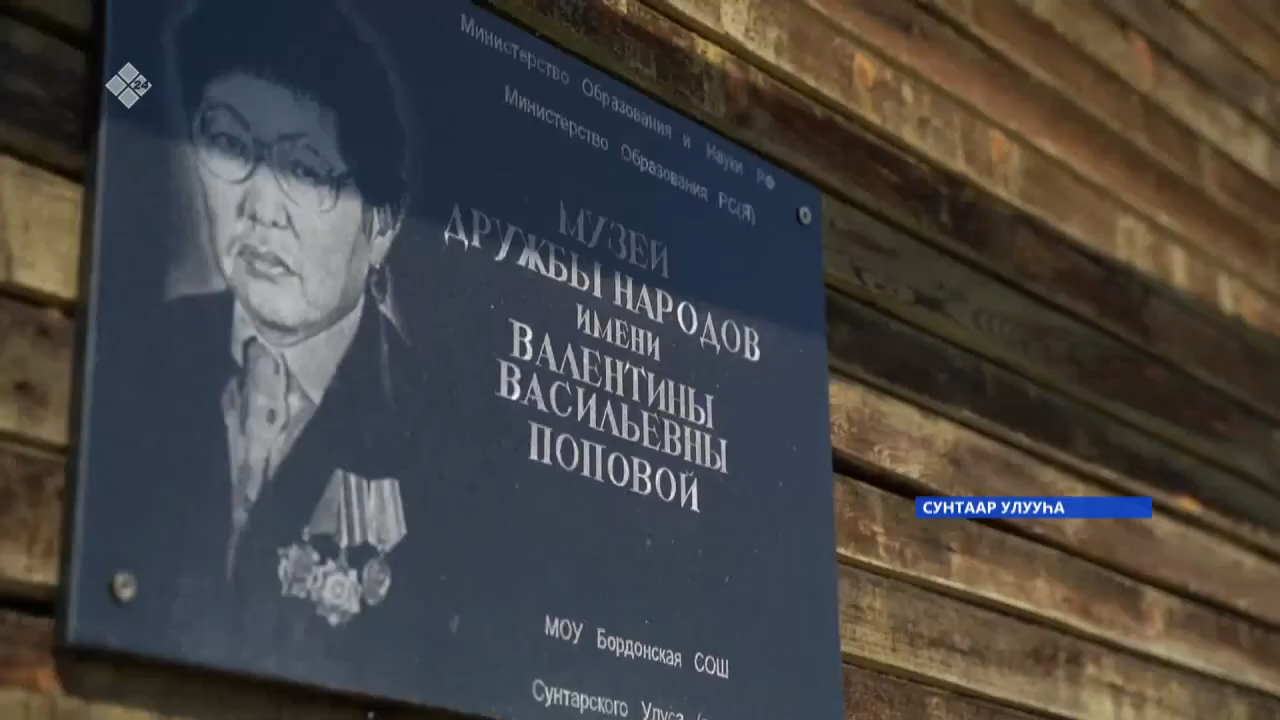 Х24
Министерство Образования и Науки РФ
Министерство Образования РС(Я)
МУЗЕЙ
ДРУЖБЫ НАРОДОВ
ИМЕНИ
ВАЛЕНТИНЫ
ВАСИЛЬЕВНЫ
ПОПОВОЙ
СУНТААР УЛУУҺА
МОУ Бордонская СОШ
Сунтарского Улуса